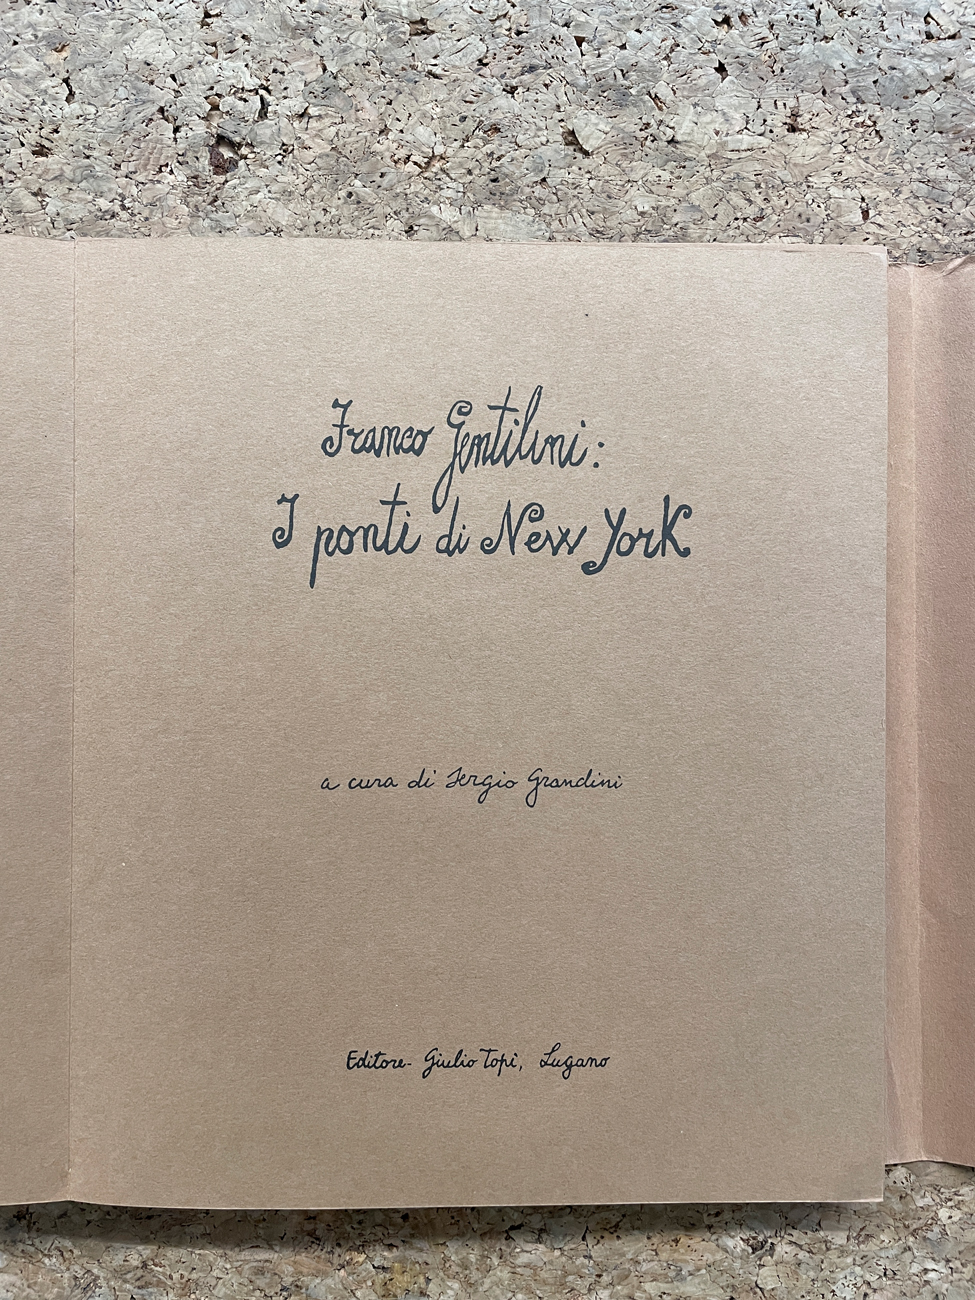 Franco Gentilini:
I ponti di New York
a cura di Sergio Grandini
Editore- Giulio Topi, Lugano